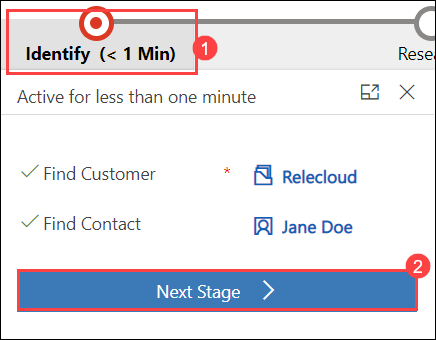 Identify (< 1 Min)
1
Resea
Active for less than one minute
Find Customer * Relecloud
Find Contact Jane Doe
2
Next Stage